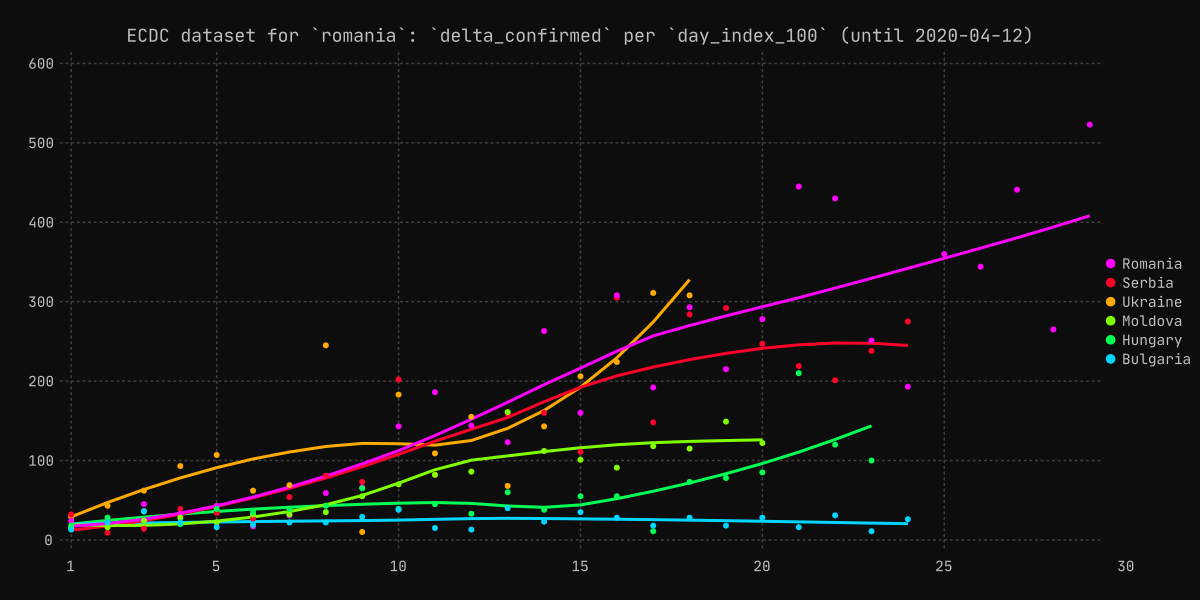 ECDC dataset for `romania`: `delta_confirmed` per `day_index_100` (until 2020-04-12)
600
500
400
300
200
100
0
1 5 10 15 20 25 30
Romania
Serbia
Ukraine
Moldova
Hungary
Bulgaria